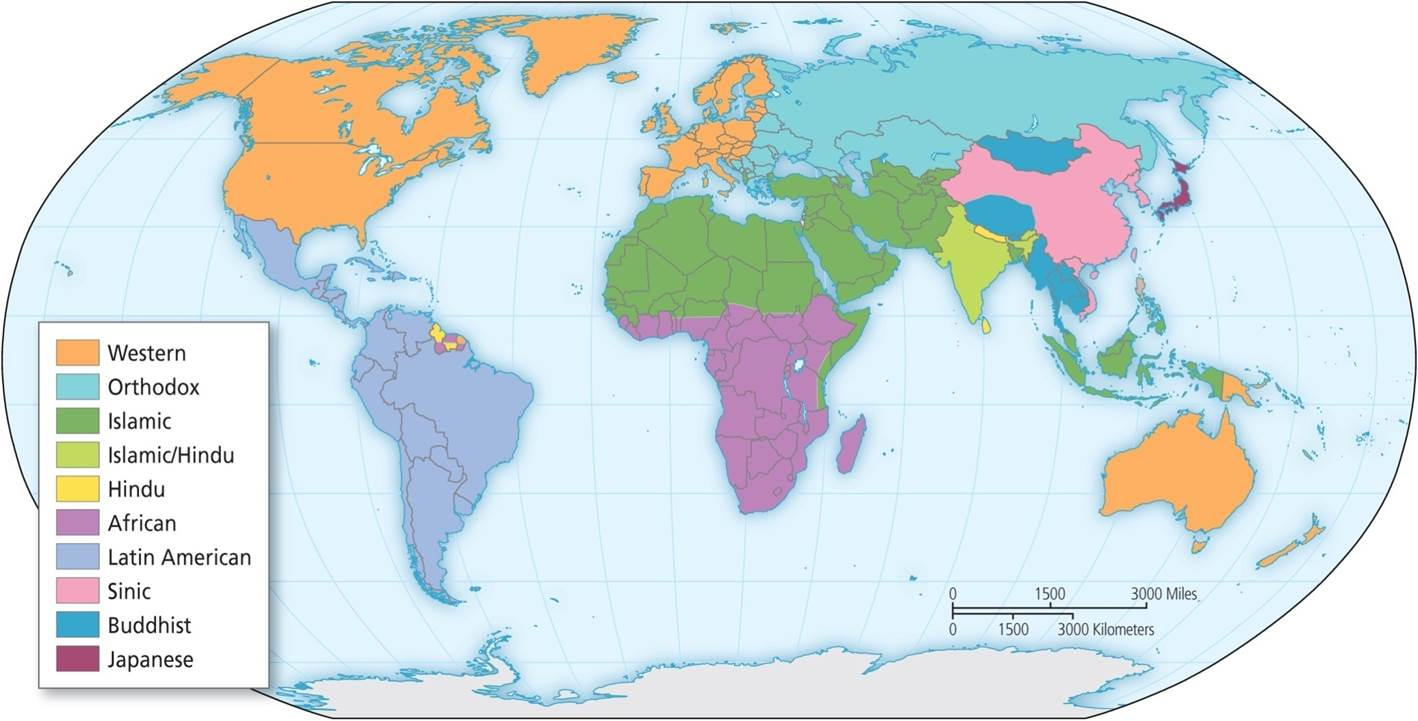 Western
Orthodox
Islamic
Islamic/Hindu
Hindu
African
Latin American
Sinic
Buddhist
Japanese
0 1500 3000 Miles
0 1500 3000 Kilometers